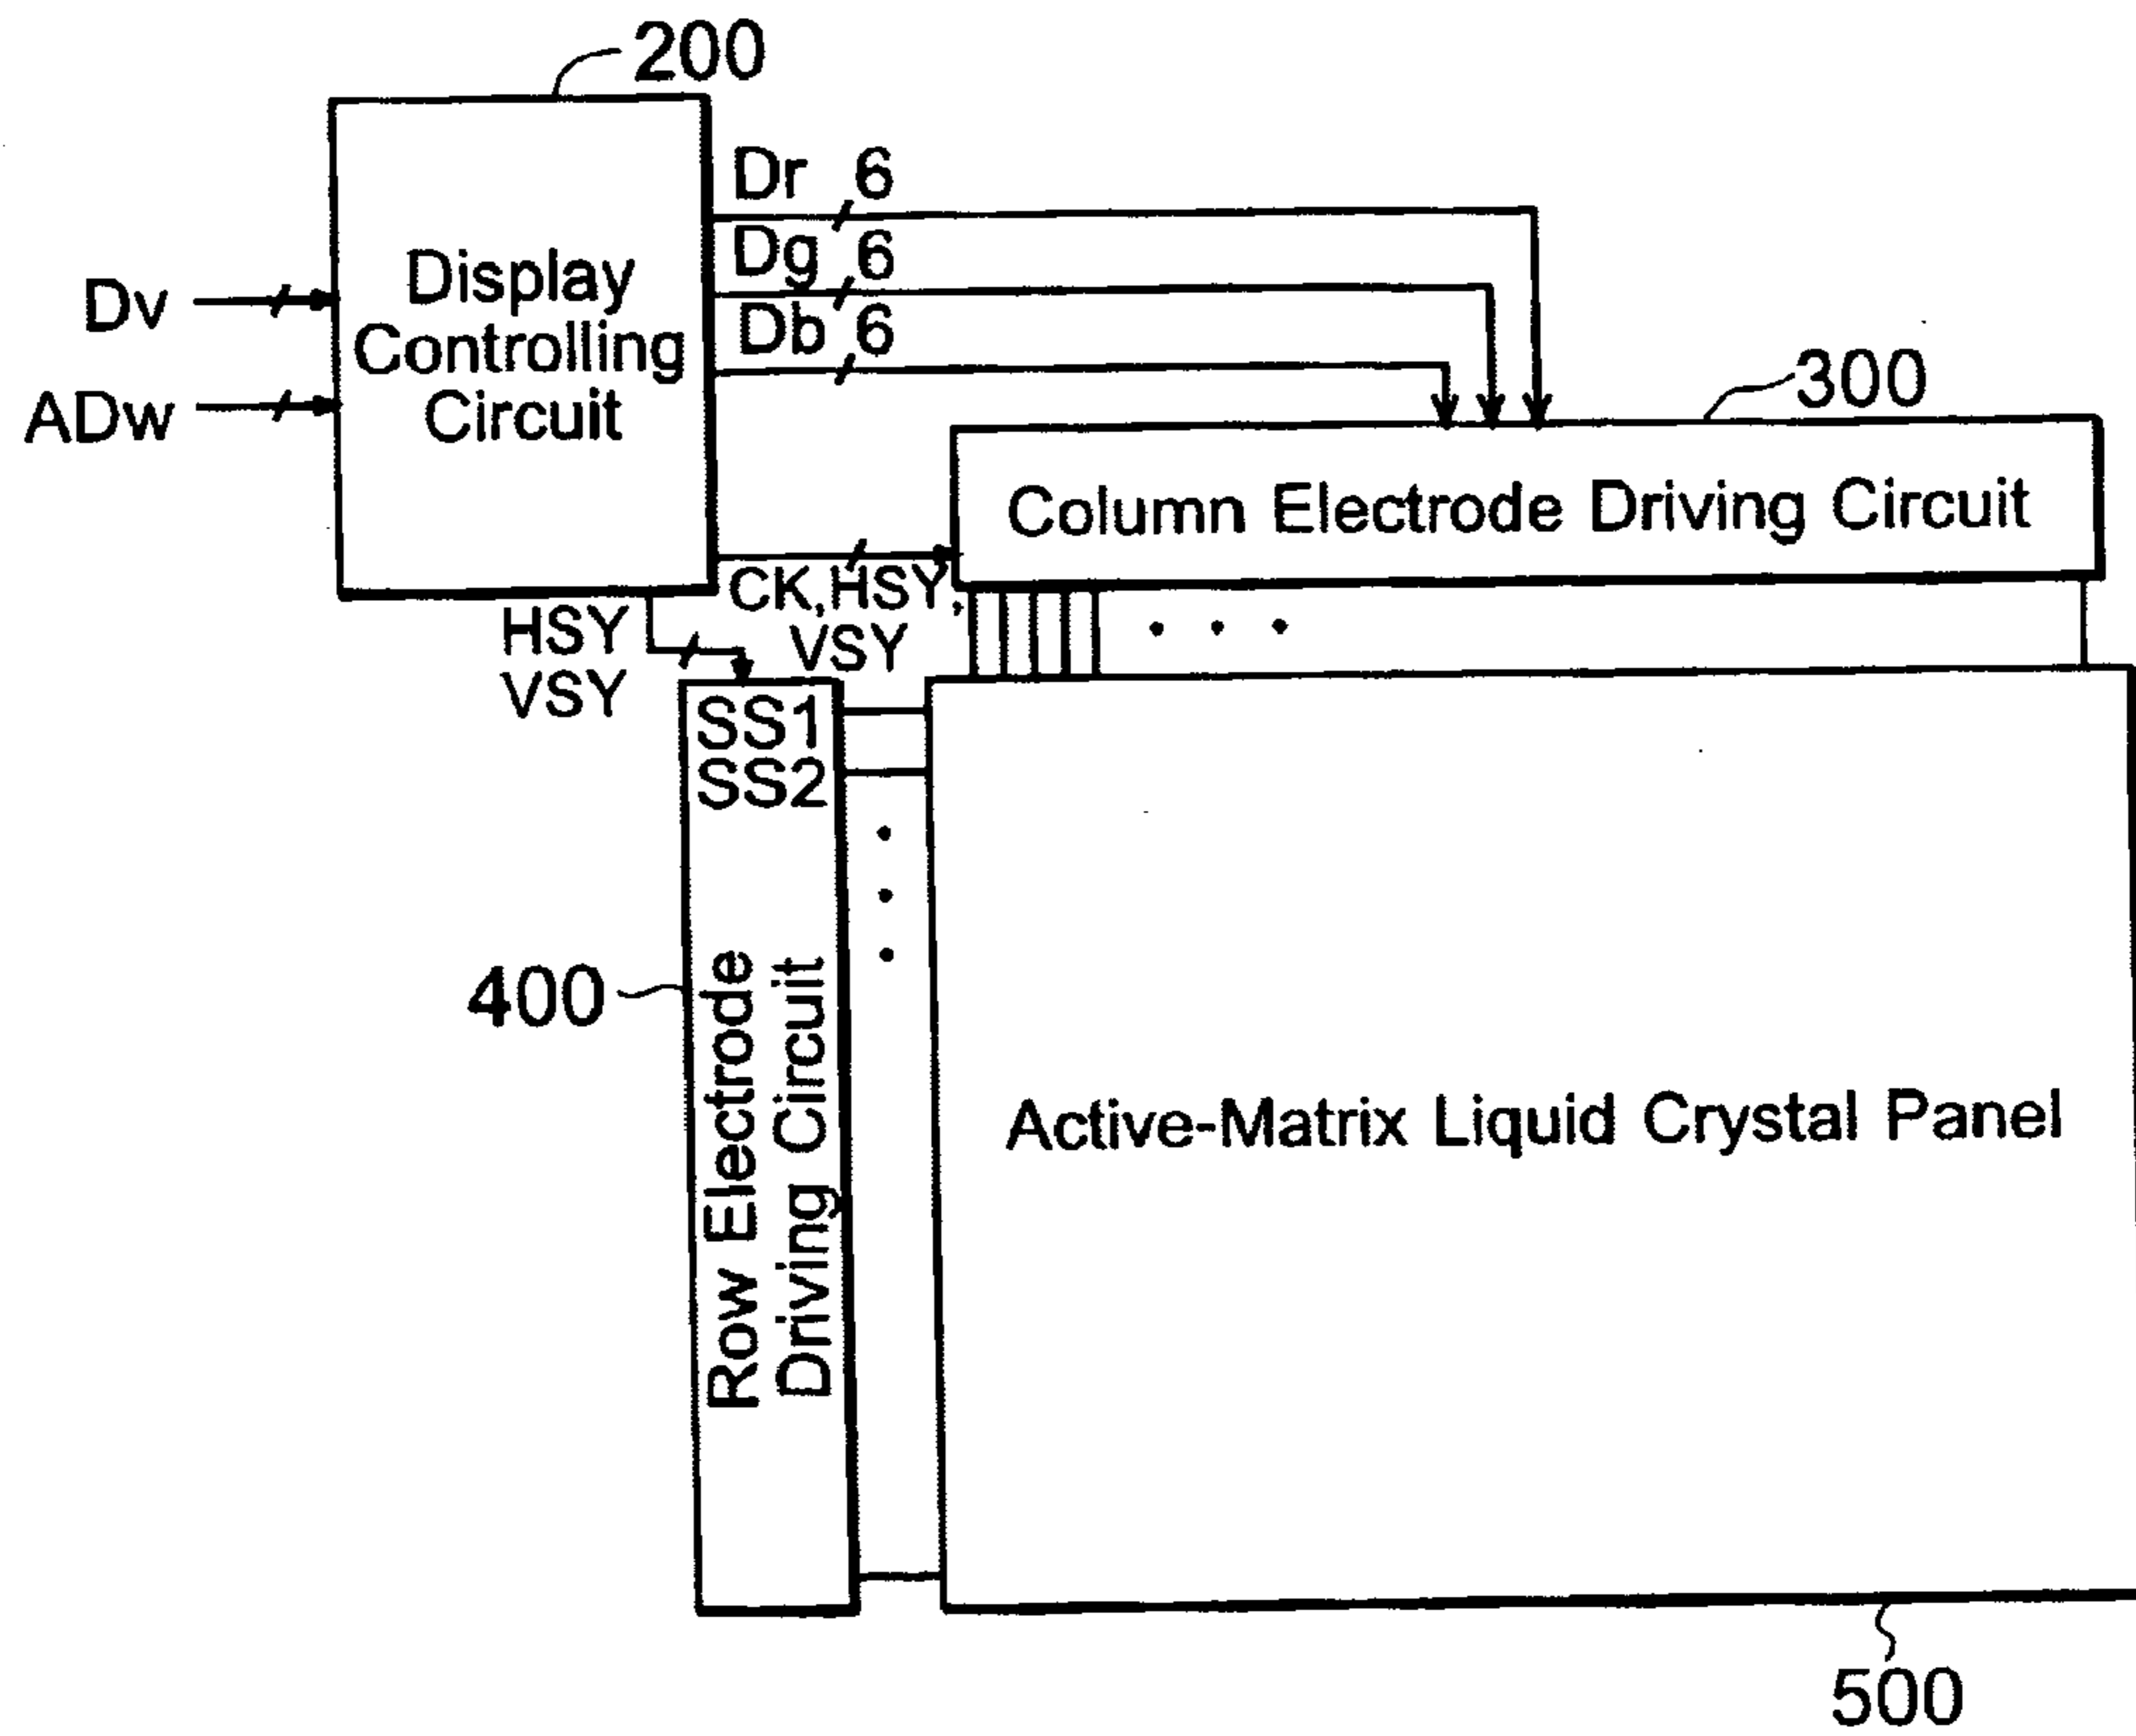 200
Dr 6
Dg 6
Db 6
Display
Controlling
Circuit
Dv
ADw
300
Column Electrode Driving Circuit
CK,HSY,
VSY
HSY
VSY
SS1
SS2
400
Row Electrode
Driving Circuit
Active-Matrix Liquid Crystal Panel
500